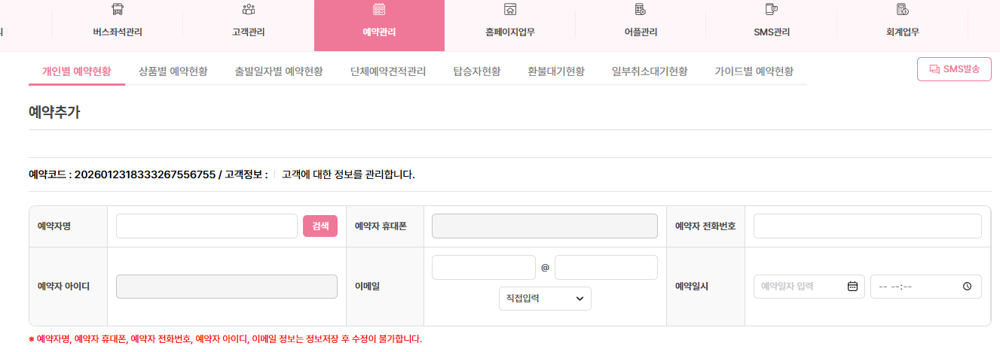 버스좌석관리 고객관리 예약관리 홈페이지업무 어플관리 SMS관리 회계업무
개인별 예약현황 상품별 예약현황 출발일자별 예약현황 단체예약견적관리 탑승자현황 환불대기현황 일부취소대기현황 가이드별 예약현황 SMS발송
예약추가
예약코드 : 2026012318333267556755 / 고객정보 : 고객에 대한 정보를 관리합니다.
예약자명 검색 예약자 휴대폰 예약자 전화번호
예약자 아이디 이메일 @ 예약일시 예약일자 입력 -- --:--
직접입력
※ 예약자명, 예약자 휴대폰, 예약자 전화번호, 예약자 아이디, 이메일 정보는 정보저장 후 수정이 불가합니다.